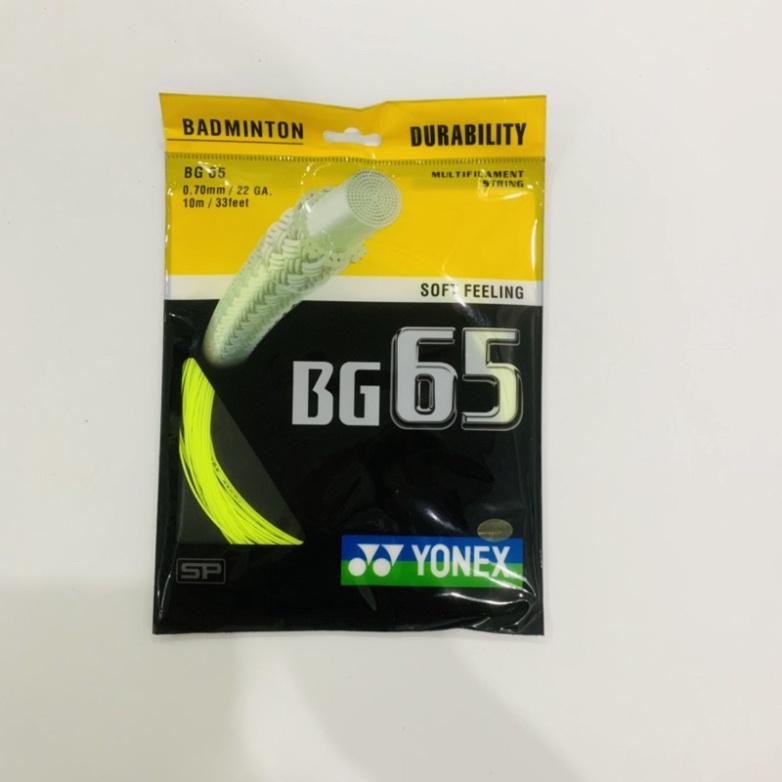 BADMINTON
DURABILITY
BG 65
0.70mm / 22 GA.
10m / 33feet
MULTIFILAMENT
STRING
SOFT FEELING
BG65
SP
YONEX